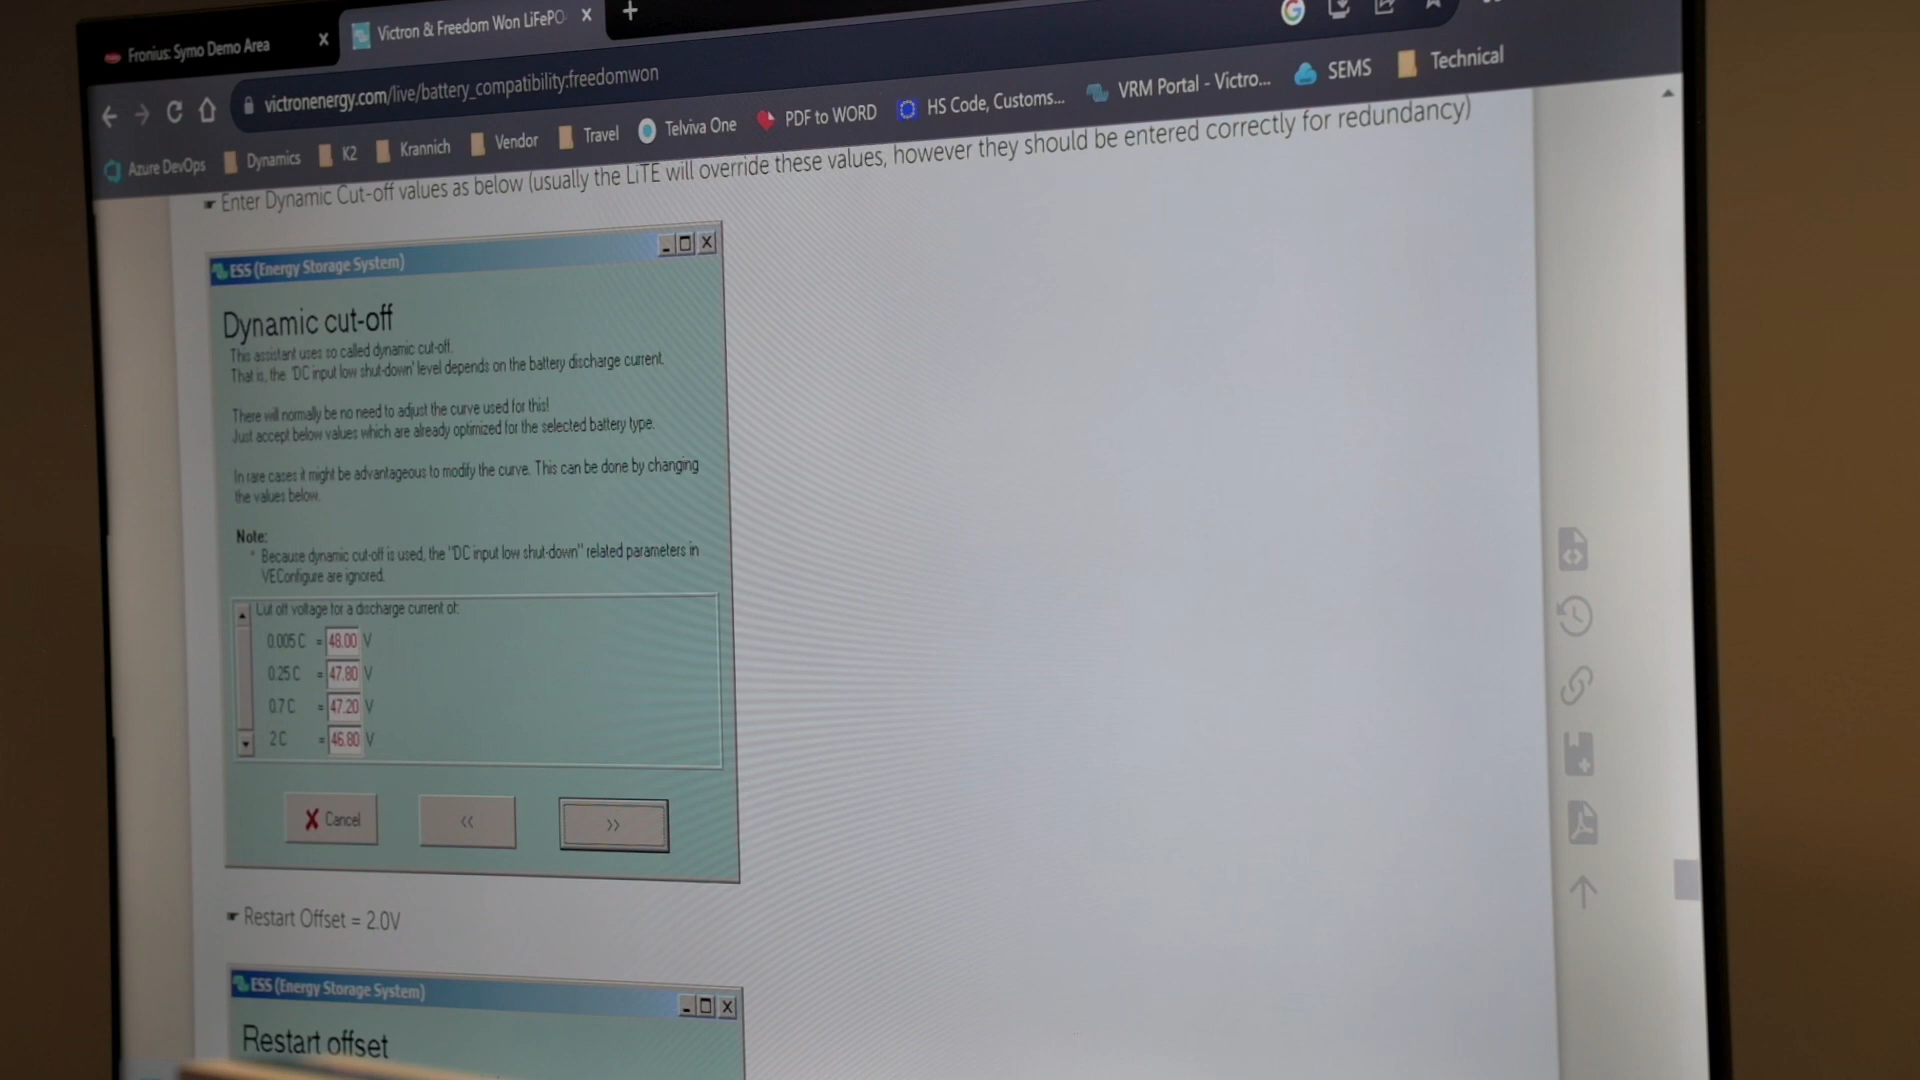 Fronius: Symo Demo Area
Victron & Freedom Won LiFePO
victronenergy.com/live/battery_compatibility:freedomwon
Azure DevOps Dynamics K2 Krannich Vendor Travel Telviva One PDF to WORD HS Code, Customs... VRM Portal - Victro... SEMS Technical
Enter Dynamic Cut-off values as below (usually the LiTE will override these values, however they should be entered correctly for redundancy)
ESS (Energy Storage System)
Dynamic cut-off
This assistant uses so called dynamic cut-off.
That is, the 'DC input low shut-down' level depends on the battery discharge current.
There will normally be no need to adjust the curve used for this!
Just accept below values which are already optimized for the selected battery type.
In rare cases it might be advantageous to modify the curve. This can be done by changing
the values below.
Note:
* Because dynamic cut-off is used, the "DC input low shut-down" related parameters in
VEConfigure are ignored.
Cut off voltage for a discharge current of:
0.005 C = 48.00 V
0.25 C = 47.80 V
0.7 C = 47.20 V
2 C = 46.80 V
Cancel << >>
Restart Offset = 2.0V
ESS (Energy Storage System)
Restart offset